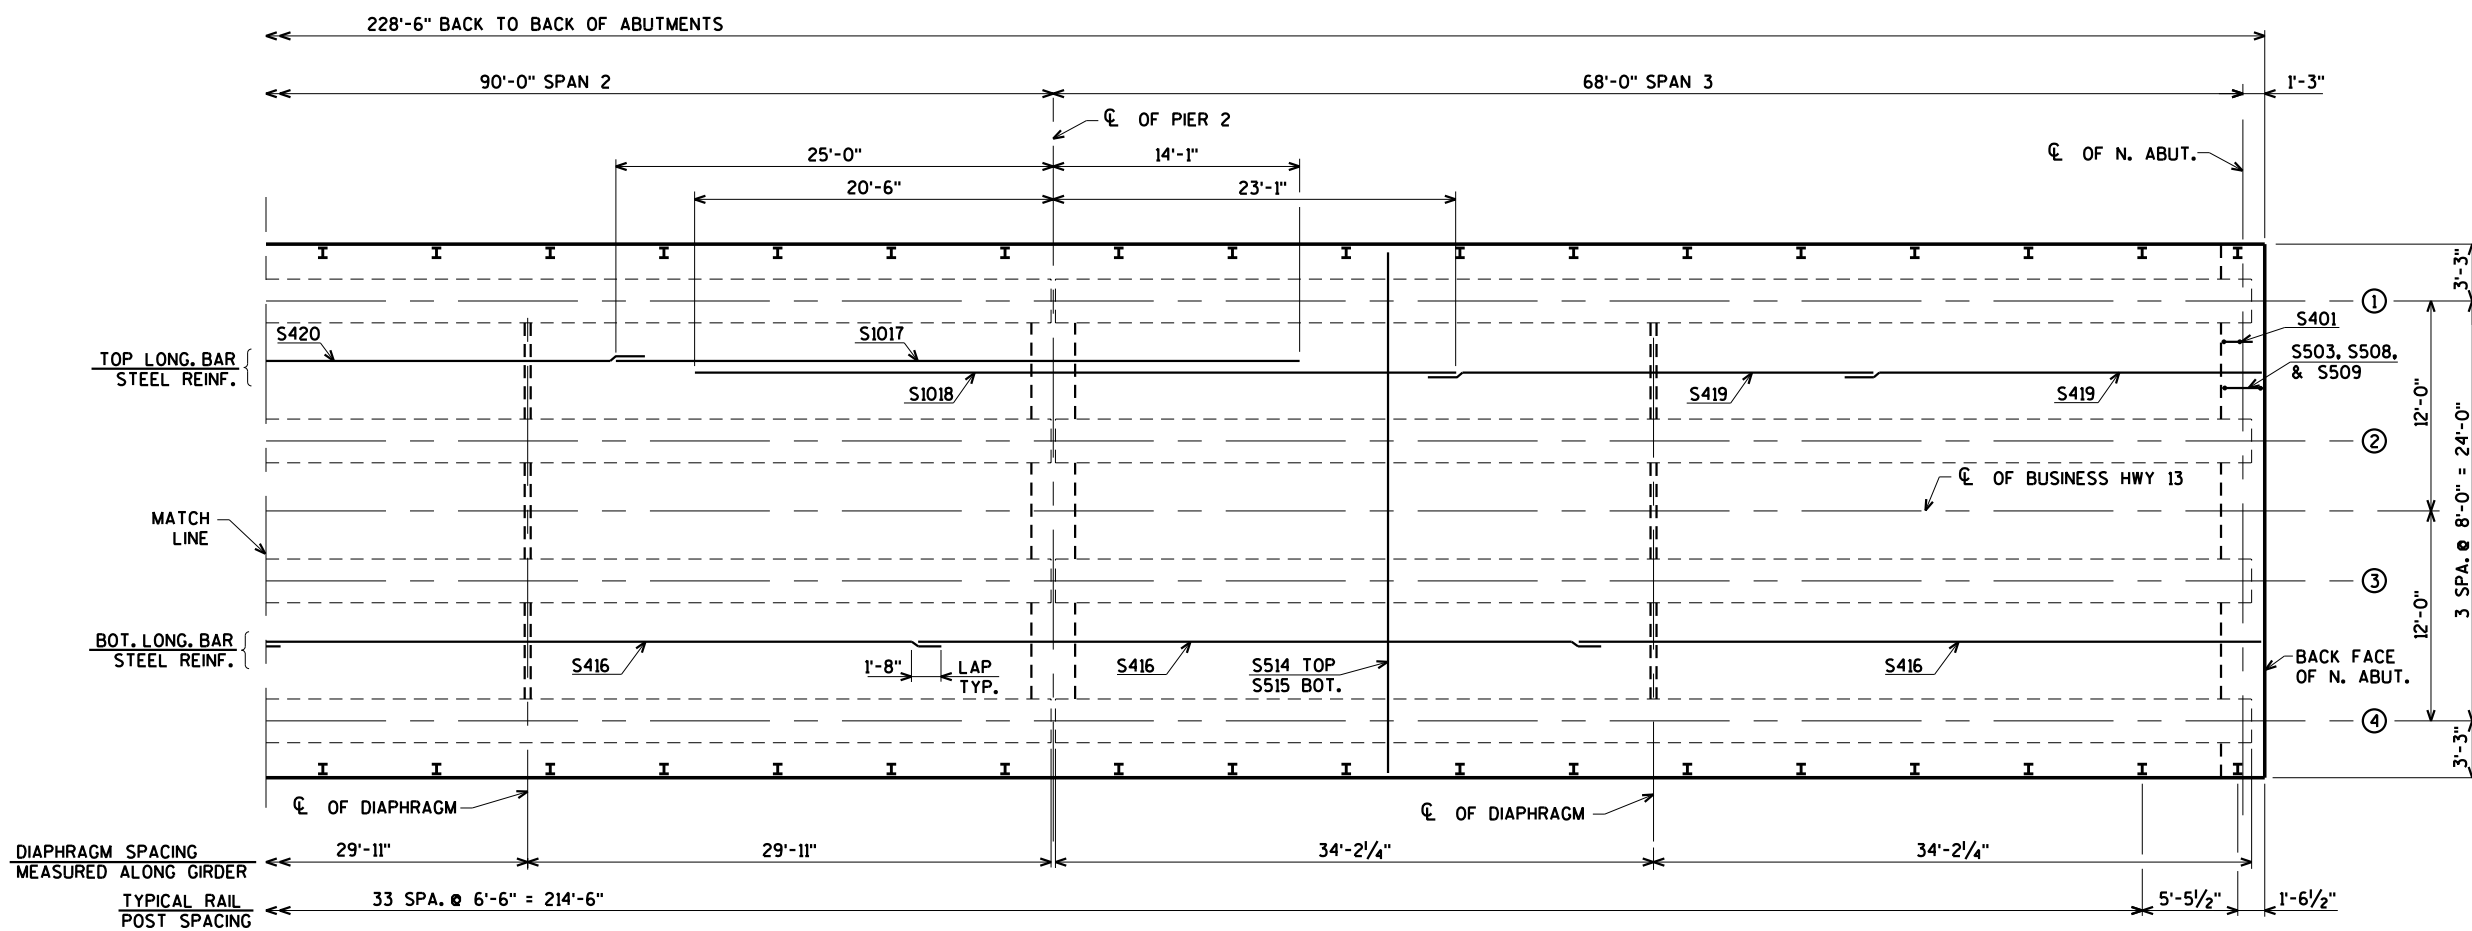 228'-6" BACK TO BACK OF ABUTMENTS
90'-0" SPAN 2
68'-0" SPAN 3
1'-3"
℄ OF PIER 2
25'-0"
14'-1"
℄ OF N. ABUT.
20'-6"
23'-1"
3'-3"
1
S420
S1017
S401
TOP LONG. BAR
STEEL REINF.
S503, S508,
& S509
S1018
S419
S419
12'-0"
2
3 SPA. @ 8'-0" = 24'-0"
℄ OF BUSINESS HWY 13
MATCH
LINE
3
12'-0"
BOT. LONG. BAR
STEEL REINF.
S416
1'-8"
LAP
TYP.
S416
S514 TOP
S515 BOT.
S416
BACK FACE
OF N. ABUT.
4
3'-3"
℄ OF DIAPHRAGM
℄ OF DIAPHRAGM
DIAPHRAGM SPACING
MEASURED ALONG GIRDER
29'-11"
29'-11"
34'-2 1/4"
34'-2 1/4"
TYPICAL RAIL
POST SPACING
33 SPA. @ 6'-6" = 214'-6"
5'-5 1/2"
1'-6 1/2"